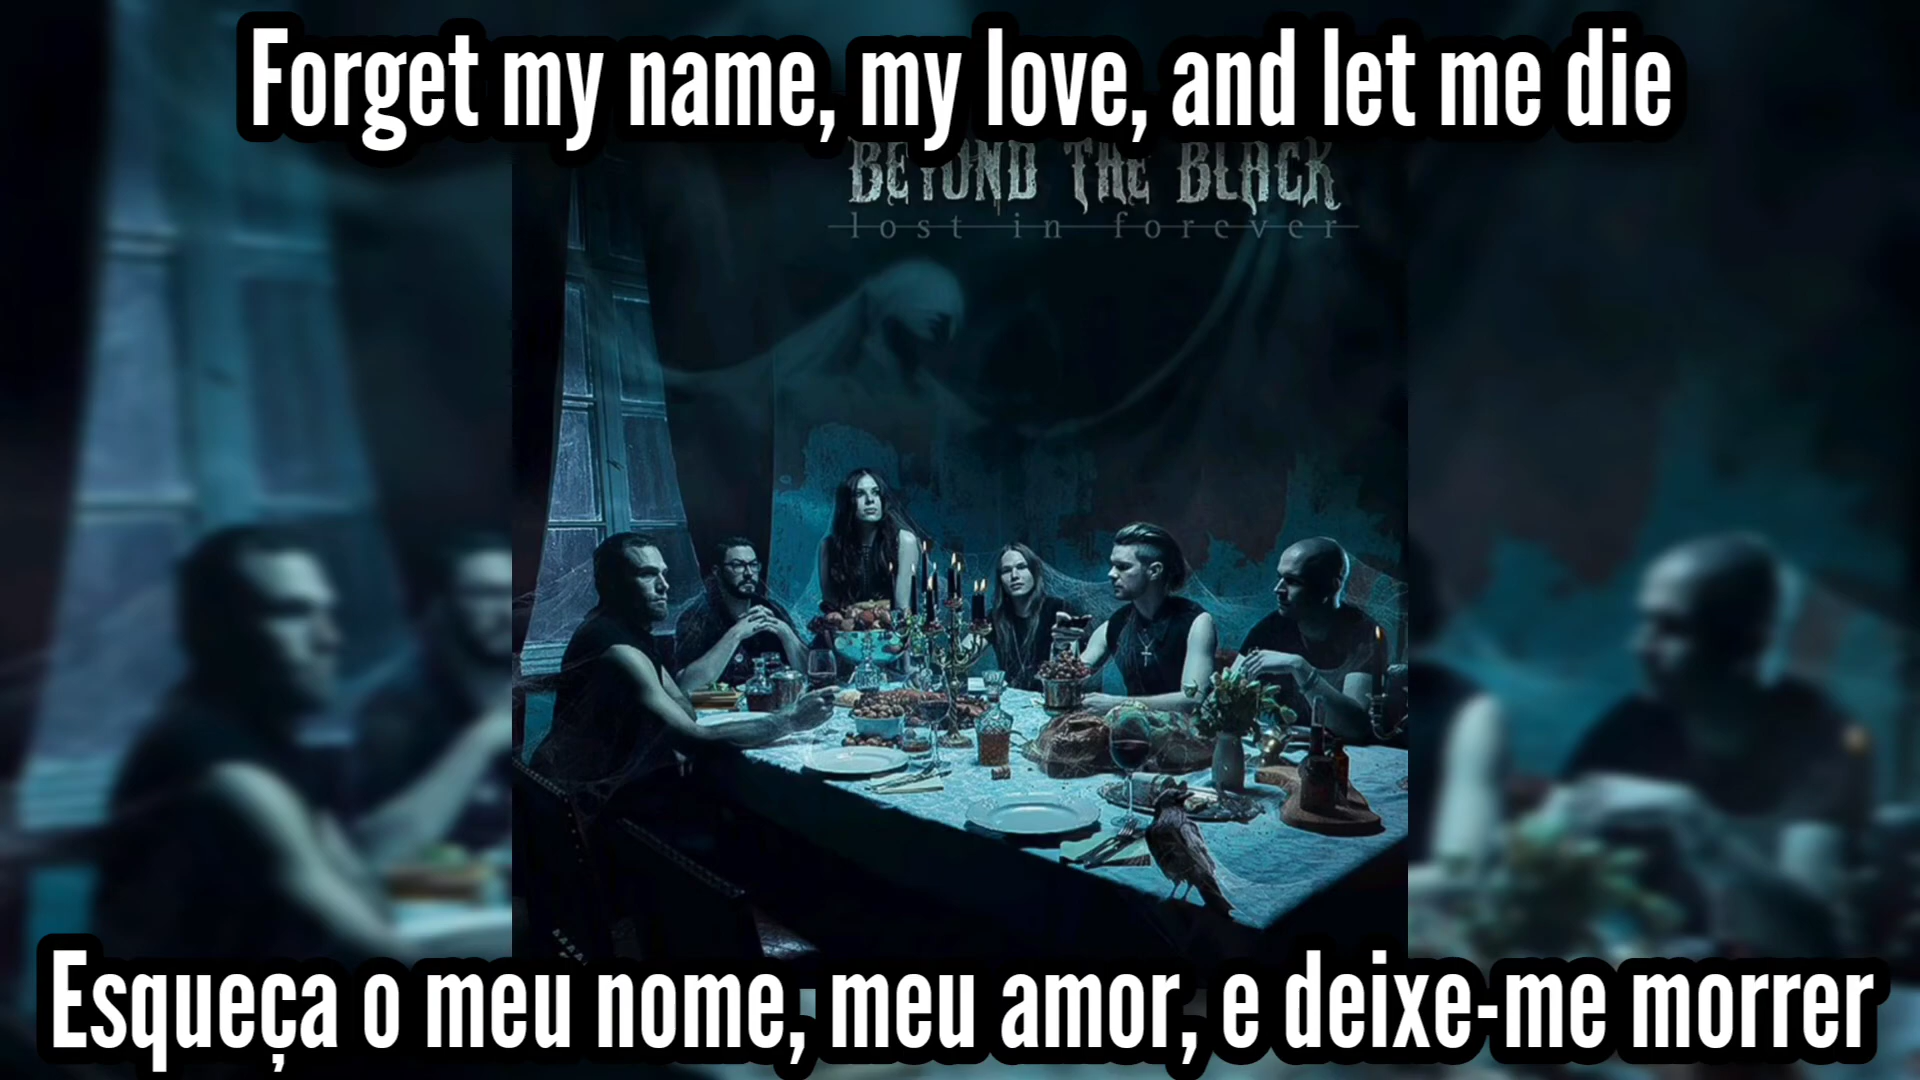 Forget my name, my love, and let me die
BEYOND THE BLACK
lost in forever
Esqueça o meu nome, meu amor, e deixe-me morrer